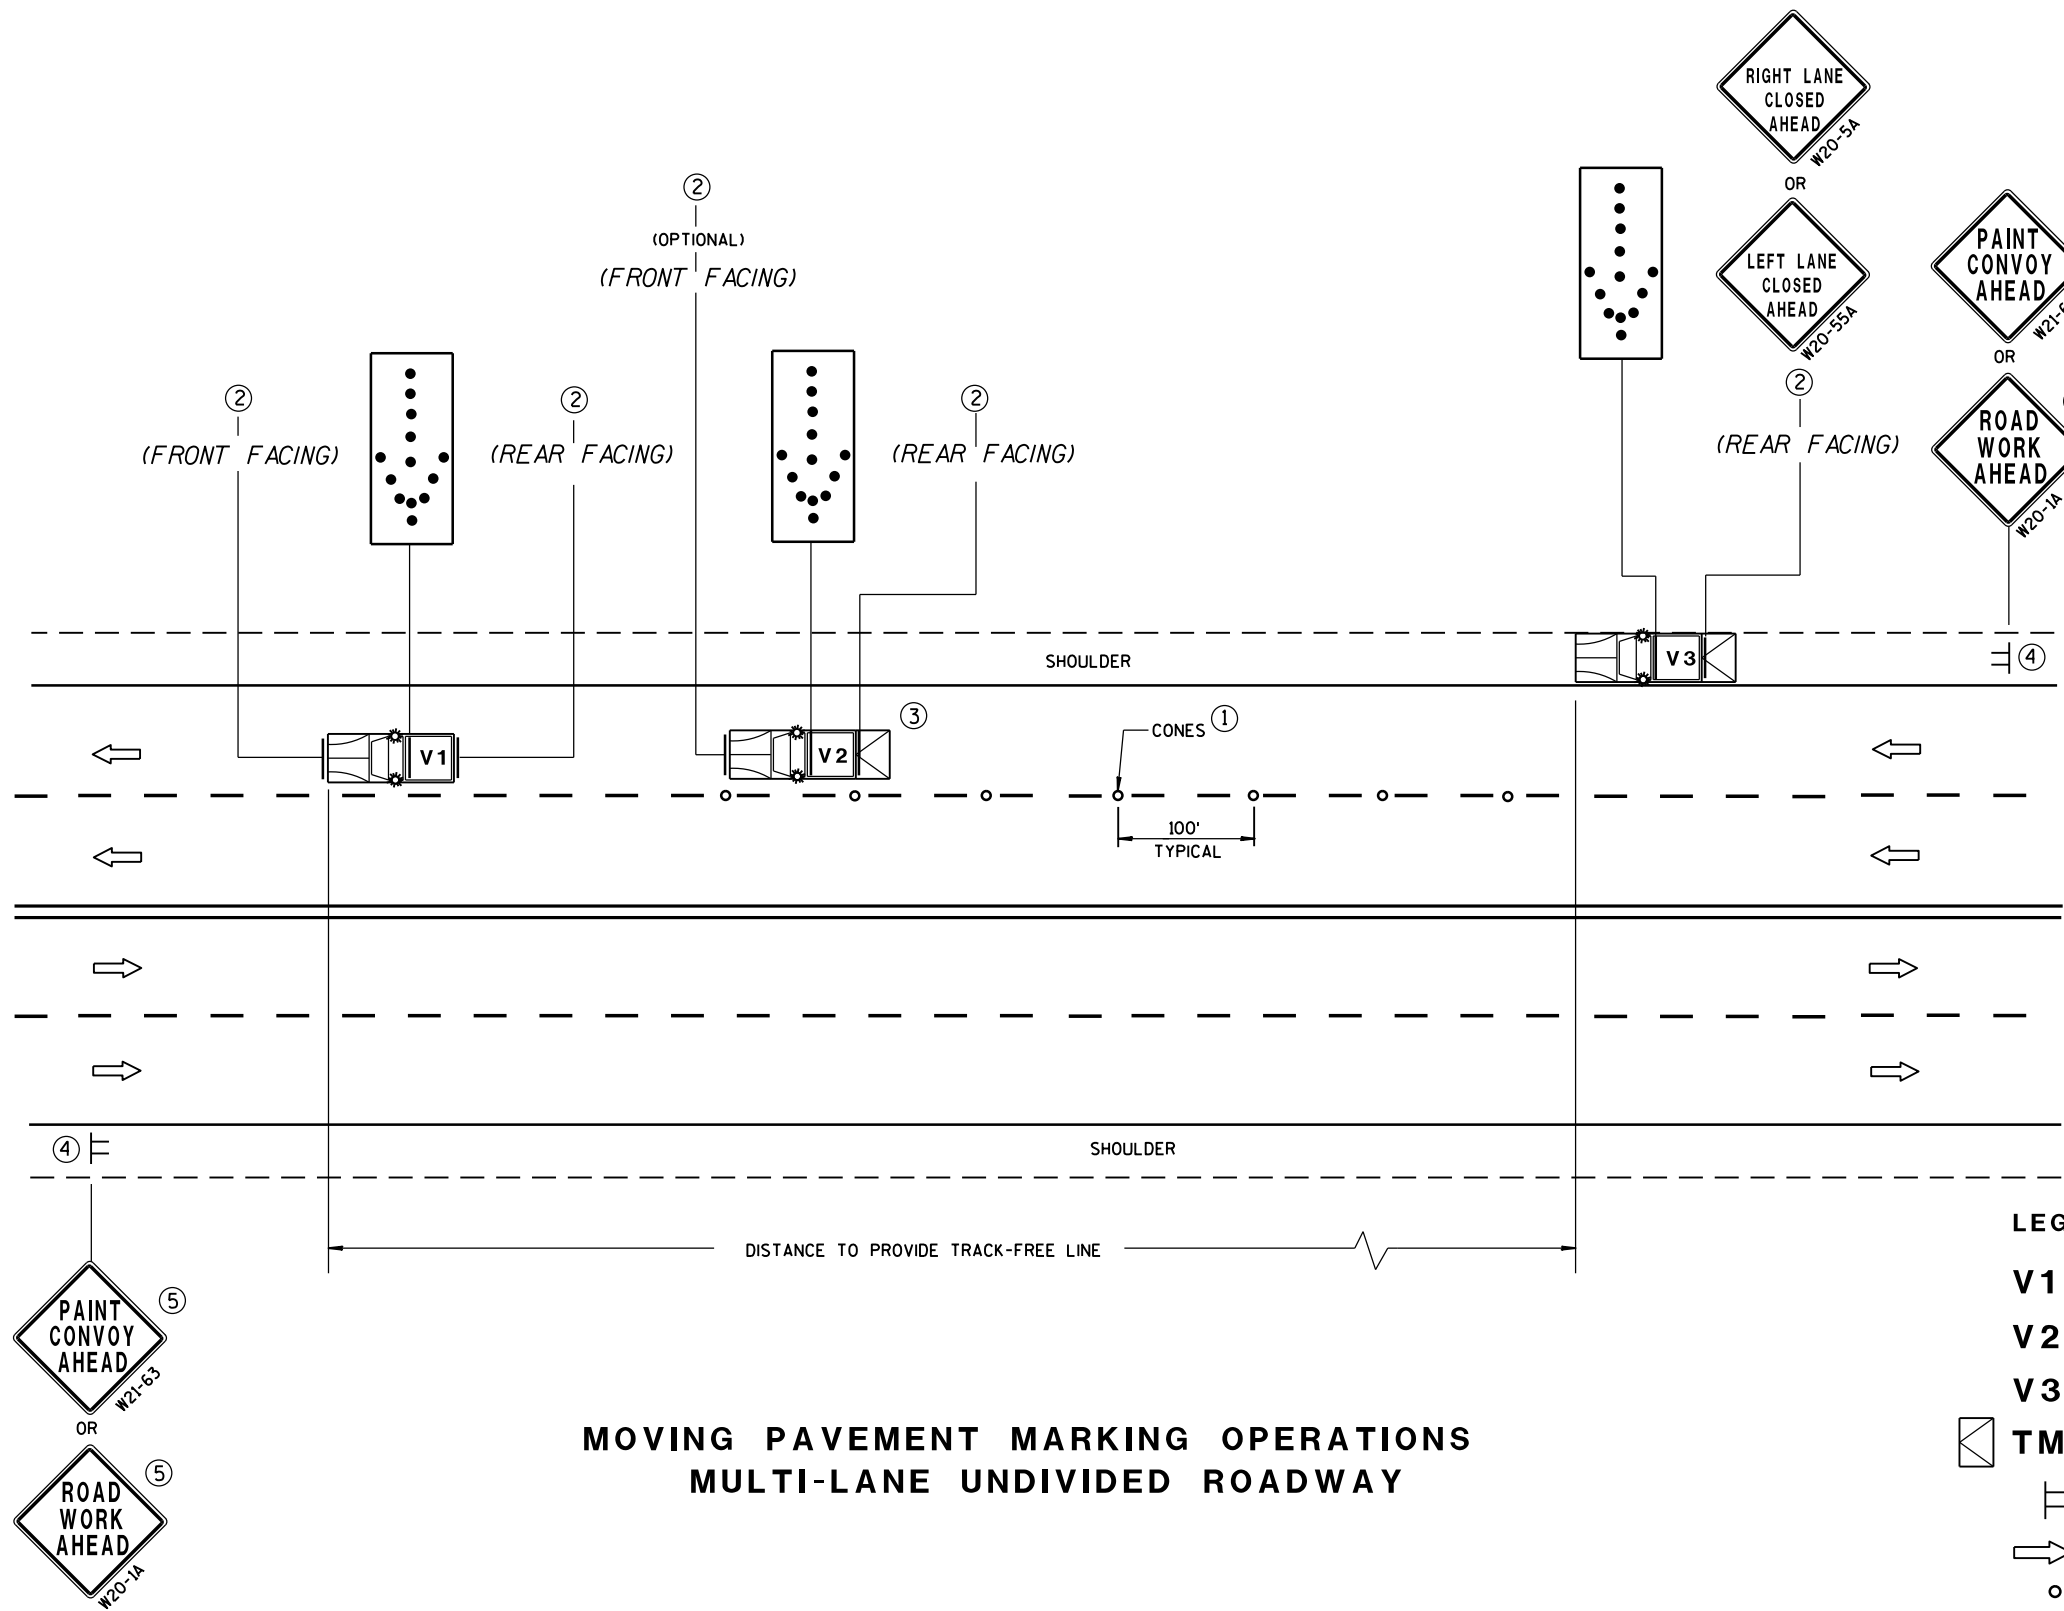 RIGHT LANE
CLOSED
AHEAD
W20-5A
OR
LEFT LANE
CLOSED
AHEAD
W20-55A
②
(REAR FACING)
PAINT
CONVOY
AHEAD
OR
ROAD
WORK
AHEAD
W20-1A
②
(OPTIONAL)
(FRONT FACING)
②
(FRONT FACING)
②
(REAR FACING)
②
(REAR FACING)
SHOULDER
V3
④
V1
V2
③
CONES ①
100'
TYPICAL
④
SHOULDER
DISTANCE TO PROVIDE TRACK-FREE LINE
PAINT
CONVOY
AHEAD
⑤
W21-63
OR
ROAD
WORK
AHEAD
⑤
W20-1A
MOVING PAVEMENT MARKING OPERATIONS
MULTI-LANE UNDIVIDED ROADWAY
V1
V2
V3